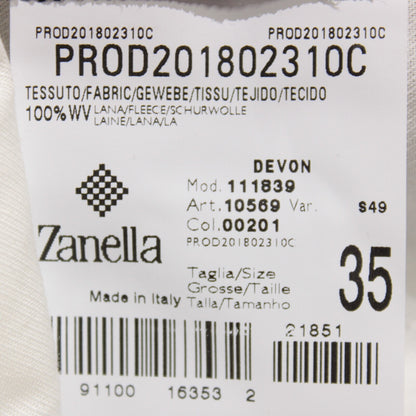 PROD201802310C PROD201802310C
PROD201802310C
TESSUTO/FABRIC/GEWEBE/TISSU/TEJIDO/TECIDO
100% WV LANA/FLEECE/SCHURWOLLE
LAINE/LANA/LA
DEVON
Mod. 111839
Art. 10569 Var. S49
Col. 00201
PROD201802310C
Zanella
Taglia/Size
Grosse/Taille
Talla/Tamanho
35
Made in Italy
21851
91100 16353 2